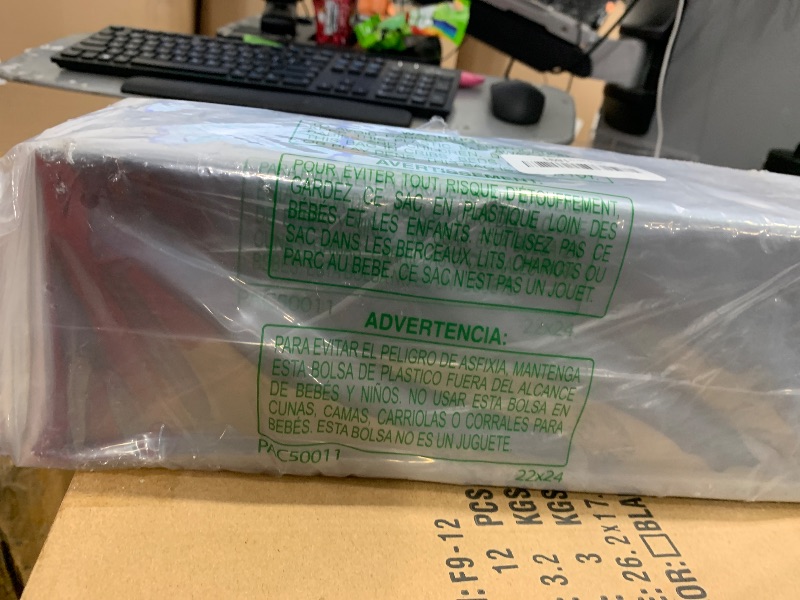 AVERTISSEMENT
POUR ÉVITER TOUT RISQUE D'ÉTOUFFEMENT,
GARDEZ CE SAC EN PLASTIQUE LOIN DES
BÉBÉS ET LES ENFANTS. N'UTILISEZ PAS CE
SAC DANS LES BERCEAUX, LITS, CHARIOTS OU
PARC AU BEBE, CE SAC N'EST PAS UN JOUET.
PAC50011
22x24
ADVERTENCIA:
PARA EVITAR EL PELIGRO DE ASFIXIA, MANTENGA
ESTA BOLSA DE PLASTICO FUERA DEL ALCANCE
DE BEBÉS Y NIÑOS. NO USAR ESTA BOLSA EN
CUNAS, CAMAS, CARRIOLAS O CORRALES PARA
BEBÉS. ESTA BOLSA NO ES UN JUGUETE.
PAC50011
22x24
: F9-12
12 PCS
3.2 KGS
3 KGS
: 26.2x17.
OR: BLA